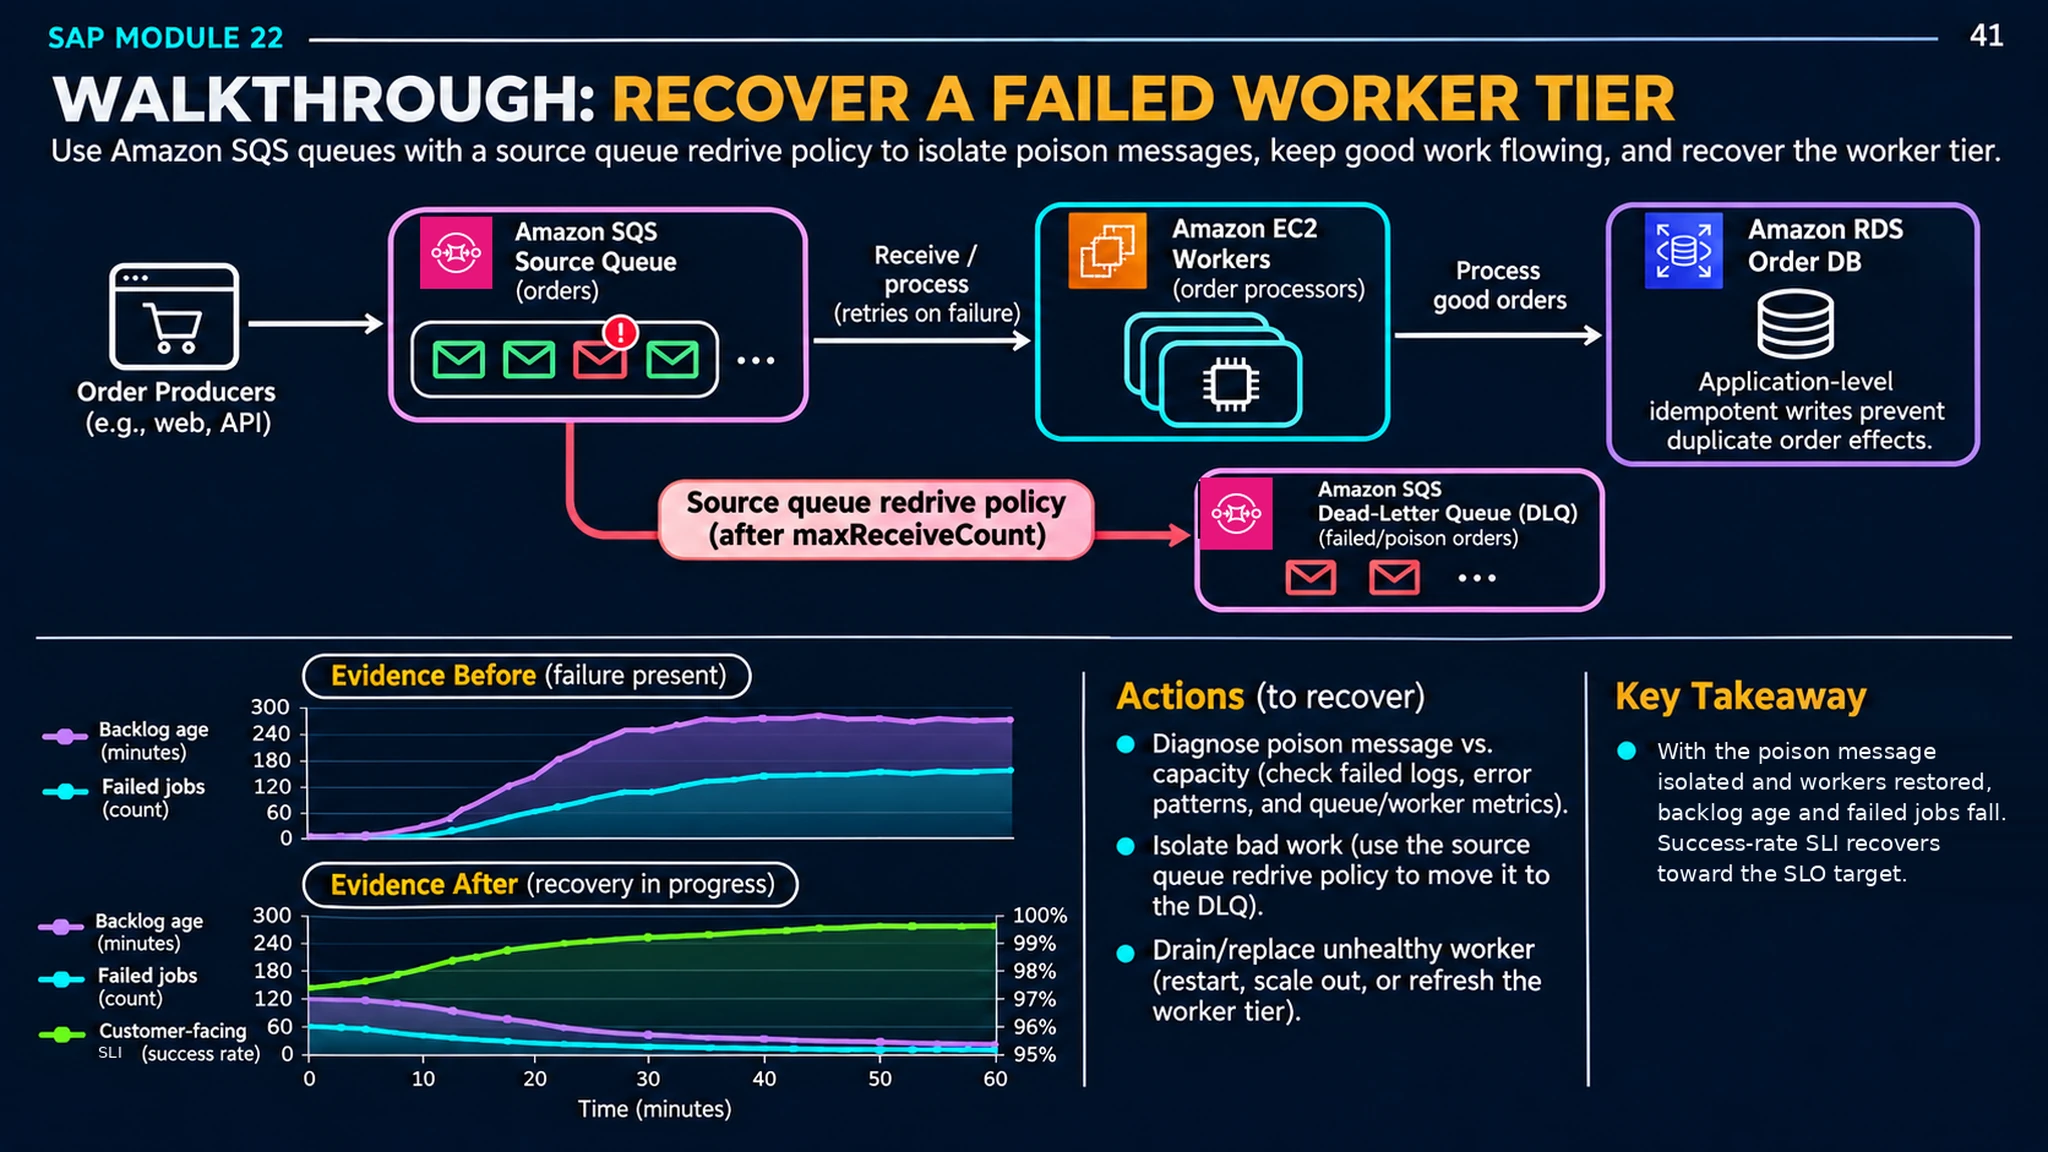 SAP MODULE 22
41
WALKTHROUGH: RECOVER A FAILED WORKER TIER
Use Amazon SQS queues with a source queue redrive policy to isolate poison messages, keep good work flowing, and recover the worker tier.
Order Producers
(e.g., web, API)
Amazon SQS
Source Queue
(orders)
!
...
Receive /
process
(retries on failure)
Amazon EC2
Workers
(order processors)
Process
good orders
Amazon RDS
Order DB
Application-level
idempotent writes prevent
duplicate order effects.
Source queue redrive policy
(after maxReceiveCount)
Amazon SQS
Dead-Letter Queue (DLQ)
(failed/poison orders)
...
Evidence Before (failure present)
Backlog age
(minutes)
Failed jobs
(count)
300
240
180
120
60
0
Evidence After (recovery in progress)
Backlog age
(minutes)
Failed jobs
(count)
Customer-facing
SLI (success rate)
300
240
180
120
60
0
100%
99%
98%
97%
96%
95%
0 10 20 30 40 50 60
Time (minutes)
Actions (to recover)
Diagnose poison message vs.
capacity (check failed logs, error
patterns, and queue/worker metrics).
Isolate bad work (use the source
queue redrive policy to move it to
the DLQ).
Drain/replace unhealthy worker
(restart, scale out, or refresh the
worker tier).
Key Takeaway
With the poison message
isolated and workers restored,
backlog age and failed jobs fall.
Success-rate SLI recovers
toward the SLO target.